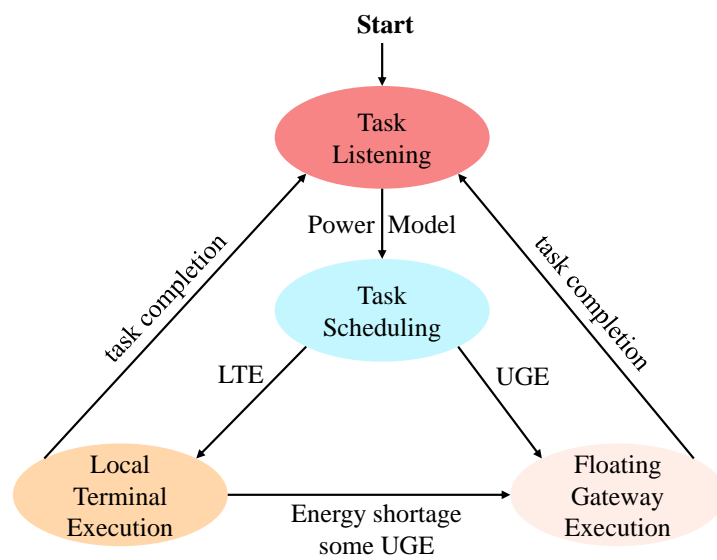 Start
Task
Listening
Power Model
task completion
task completion
Task
Scheduling
LTE
UGE
Local
Terminal
Execution
Energy shortage
some UGE
Floating
Gateway
Execution